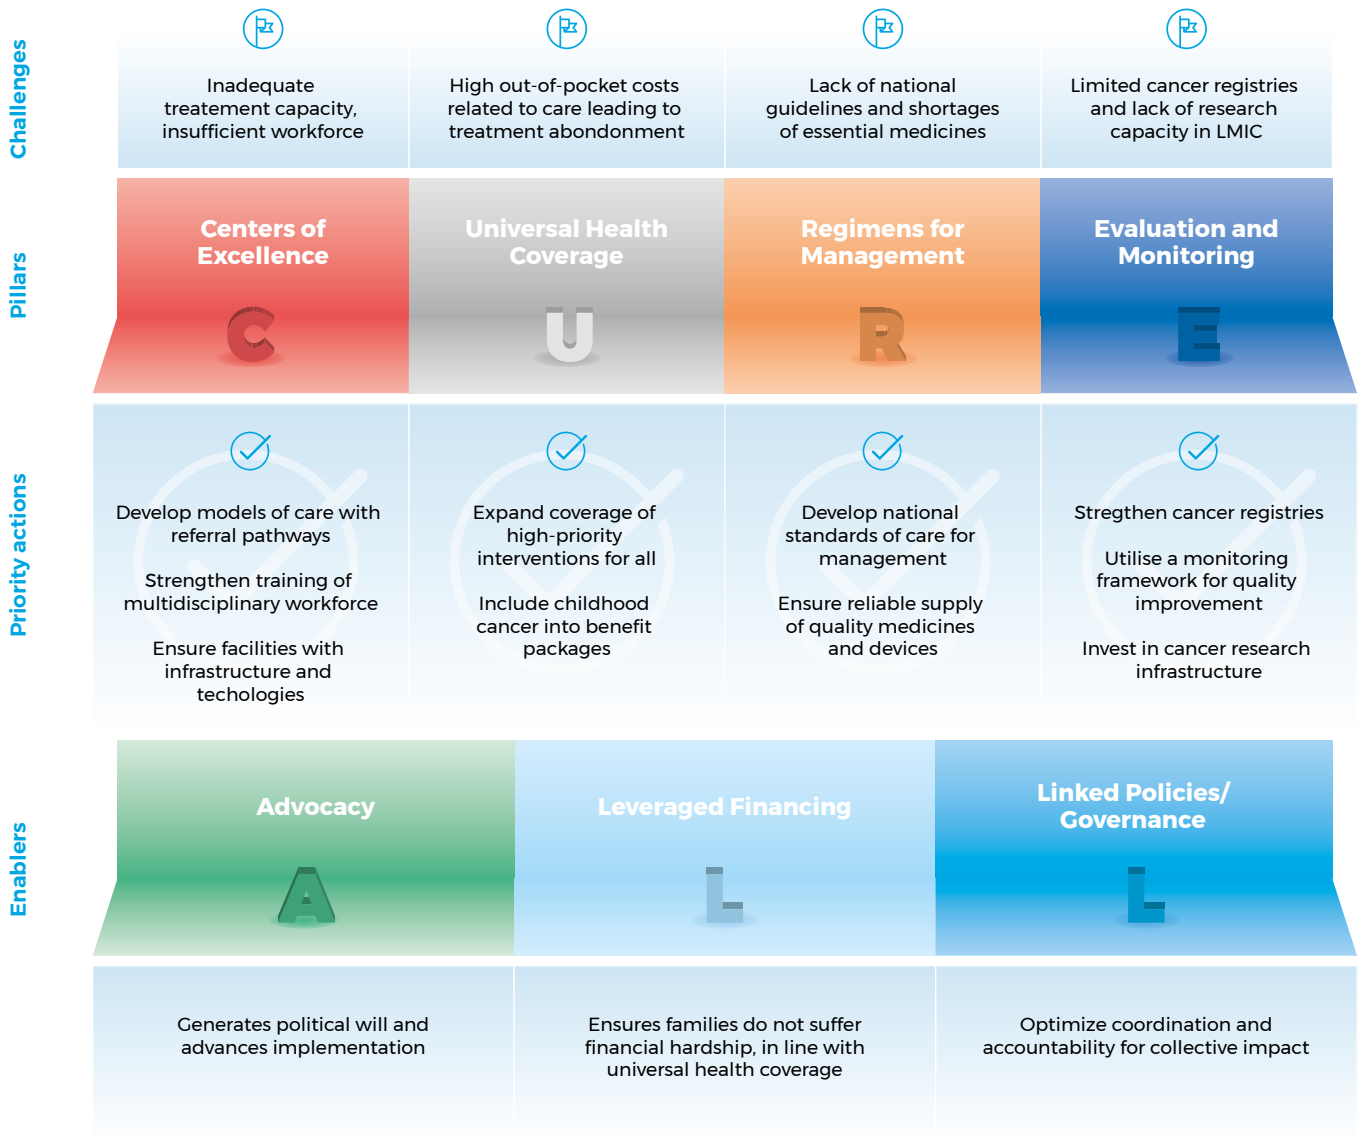 Challenges
Inadequate
treatement capacity,
insufficient workforce
High out-of-pocket costs
related to care leading to
treatment abondonment
Lack of national
guidelines and shortages
of essential medicines
Limited cancer registries
and lack of research
capacity in LMIC
Pillars
Centers of
Excellence
C
Universal Health
Coverage
U
Regimens for
Management
R
Evaluation and
Monitoring
E
Priority actions
Develop models of care with
referral pathways
Strengthen training of
multidisciplinary workforce
Ensure facilities with
infrastructure and
techologies
Expand coverage of
high-priority
interventions for all
Include childhood
cancer into benefit
packages
Develop national
standards of care for
management
Ensure reliable supply
of quality medicines
and devices
Stregthen cancer registries
Utilise a monitoring
framework for quality
improvement
Invest in cancer research
infrastructure
Enablers
Advocacy
A
Leveraged Financing
L
Linked Policies/
Governance
L
Generates political will and
advances implementation
Ensures families do not suffer
financial hardship, in line with
universal health coverage
Optimize coordination and
accountability for collective impact